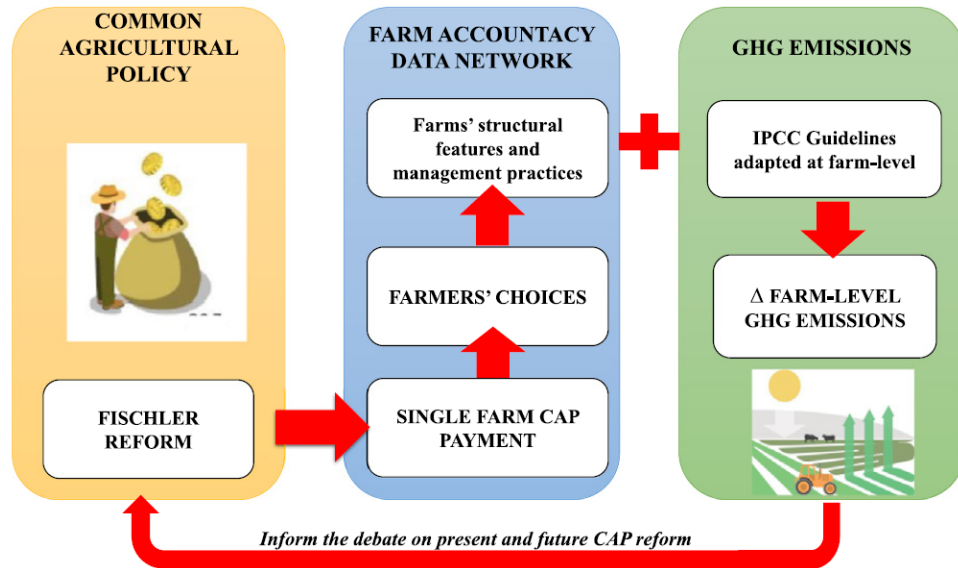 COMMON
AGRICULTURAL
POLICY
FISCHLER
REFORM
FARM ACCOUNTACY
DATA NETWORK
Farms' structural
features and
management practices
FARMERS' CHOICES
SINGLE FARM CAP
PAYMENT
GHG EMISSIONS
IPCC Guidelines
adapted at farm-level
Δ FARM-LEVEL
GHG EMISSIONS
Inform the debate on present and future CAP reform